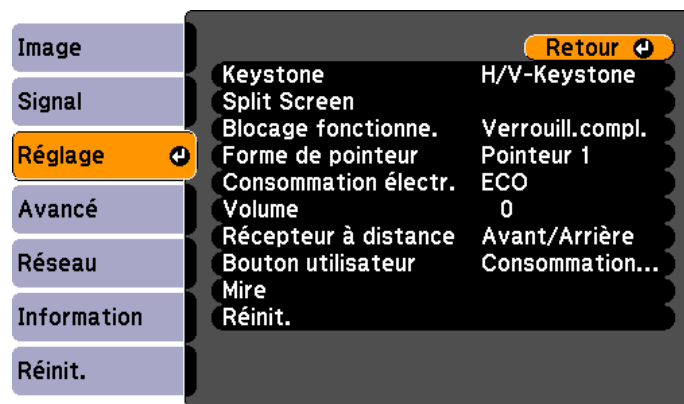 Image
Signal
Réglage
Avancé
Réseau
Information
Réinit.
Retour
Keystone H/V-Keystone
Split Screen
Blocage fonctionne. Verrouill.compl.
Forme de pointeur Pointeur 1
Consommation électr. ECO
Volume 0
Récepteur à distance Avant/Arrière
Bouton utilisateur Consommation...
Mire
Réinit.